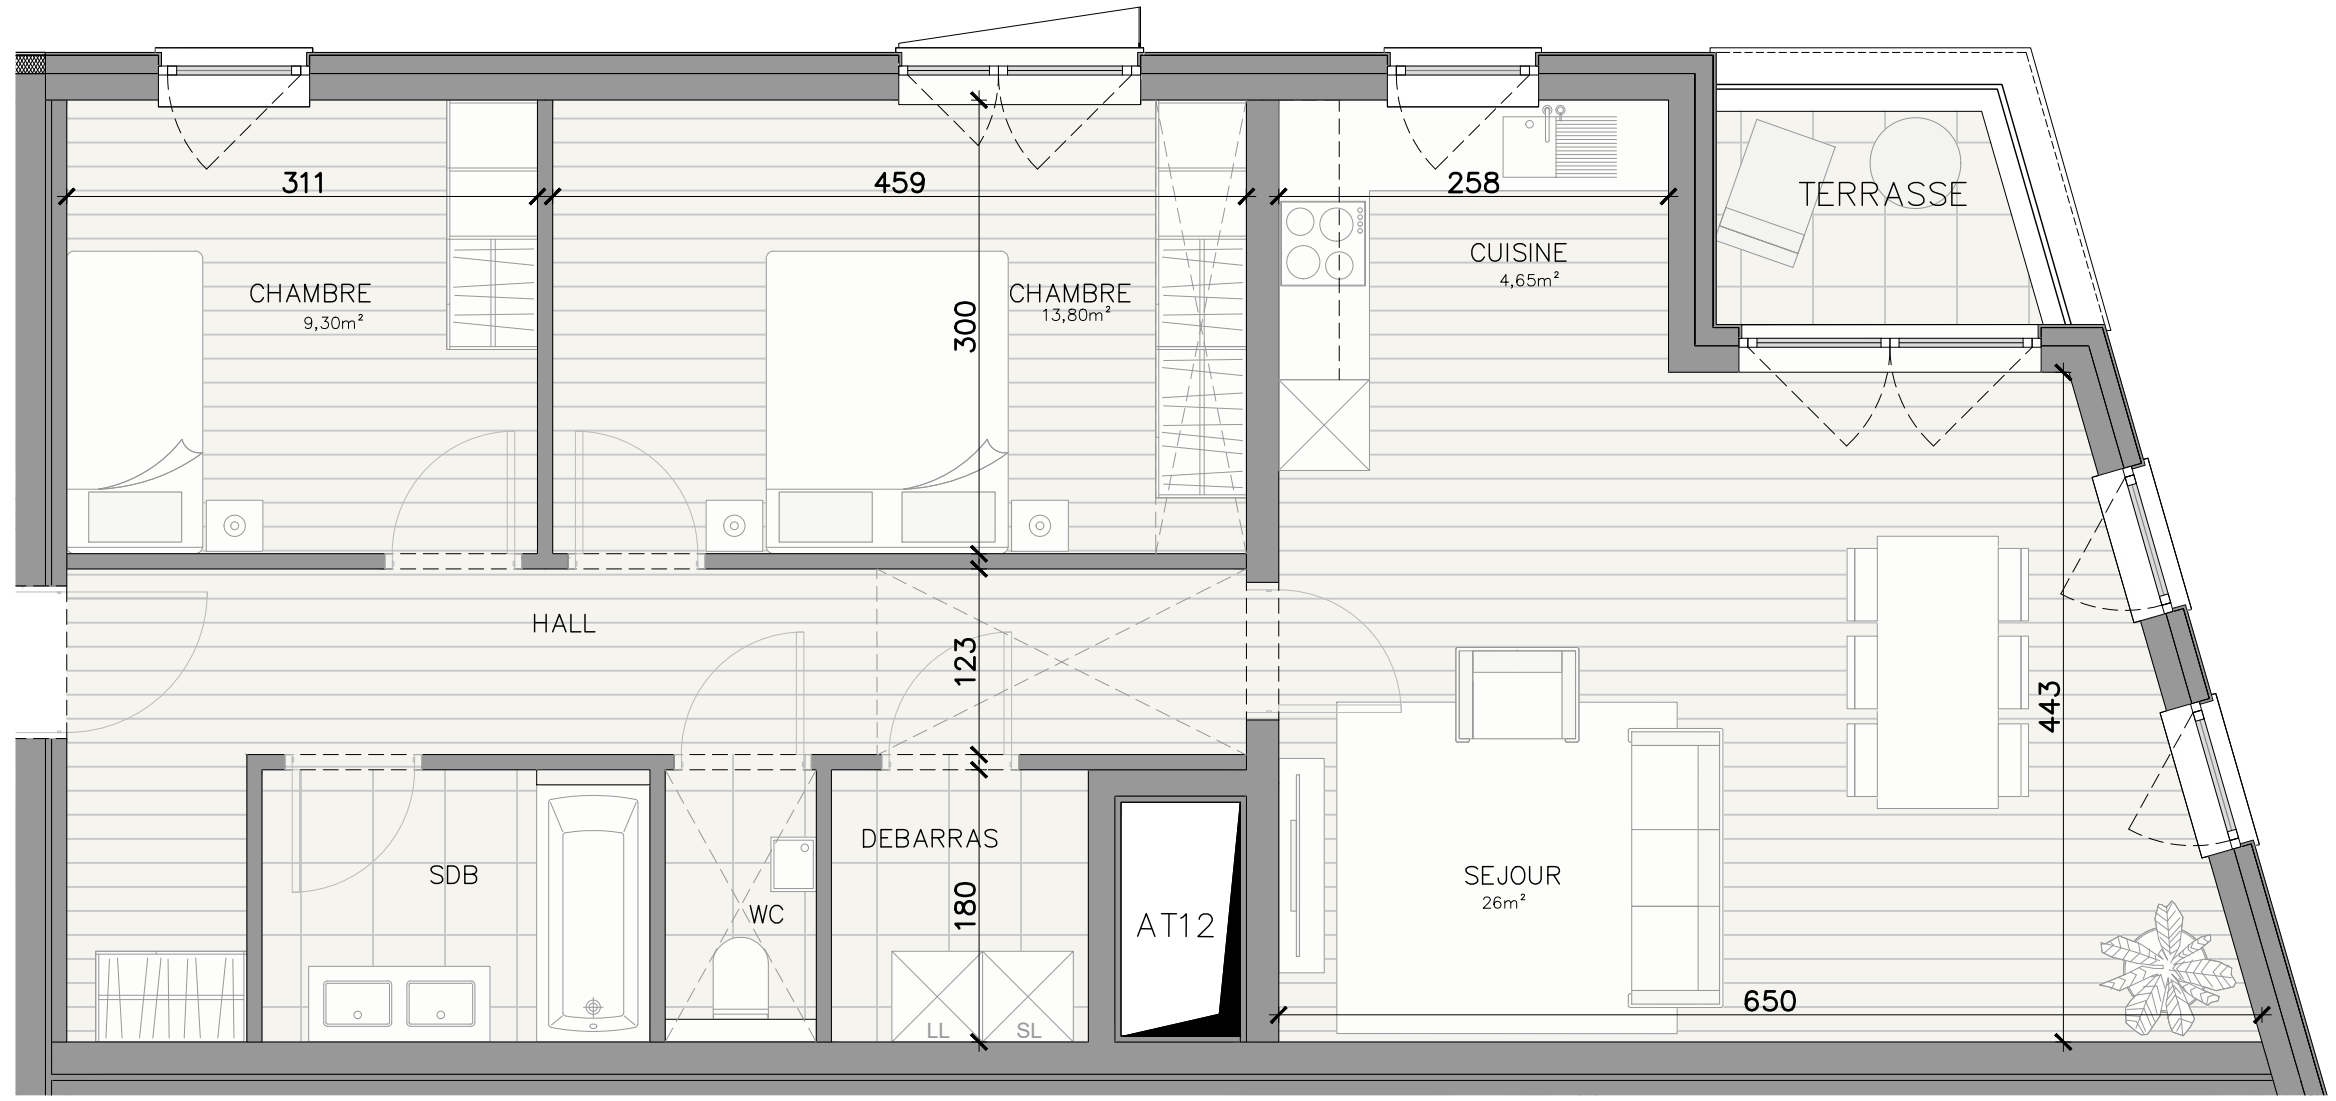 311
459
258
TERRASSE
CHAMBRE
9,30m²
300
CHAMBRE
13,80m²
CUISINE
4,65m²
HALL
123
443
SDB
WC
DEBARRAS
180
LL
SL
AT12
SEJOUR
26m²
650